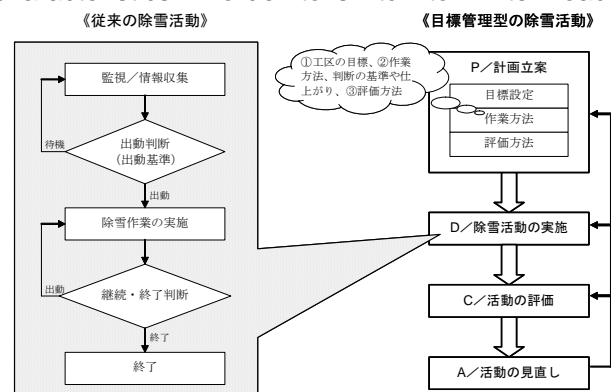 《従来の除雪活動》
監視／情報収集
待機
出動判断
（出動基準）
出動
除雪作業の実施
出動
継続・終了判断
終了
終了
《目標管理型の除雪活動》
①工区の目標、②作業
方法、判断の基準や仕
上がり、③評価方法
P／計画立案
目標設定
作業方法
評価方法
D／除雪活動の実施
C／活動の評価
A／活動の見直し